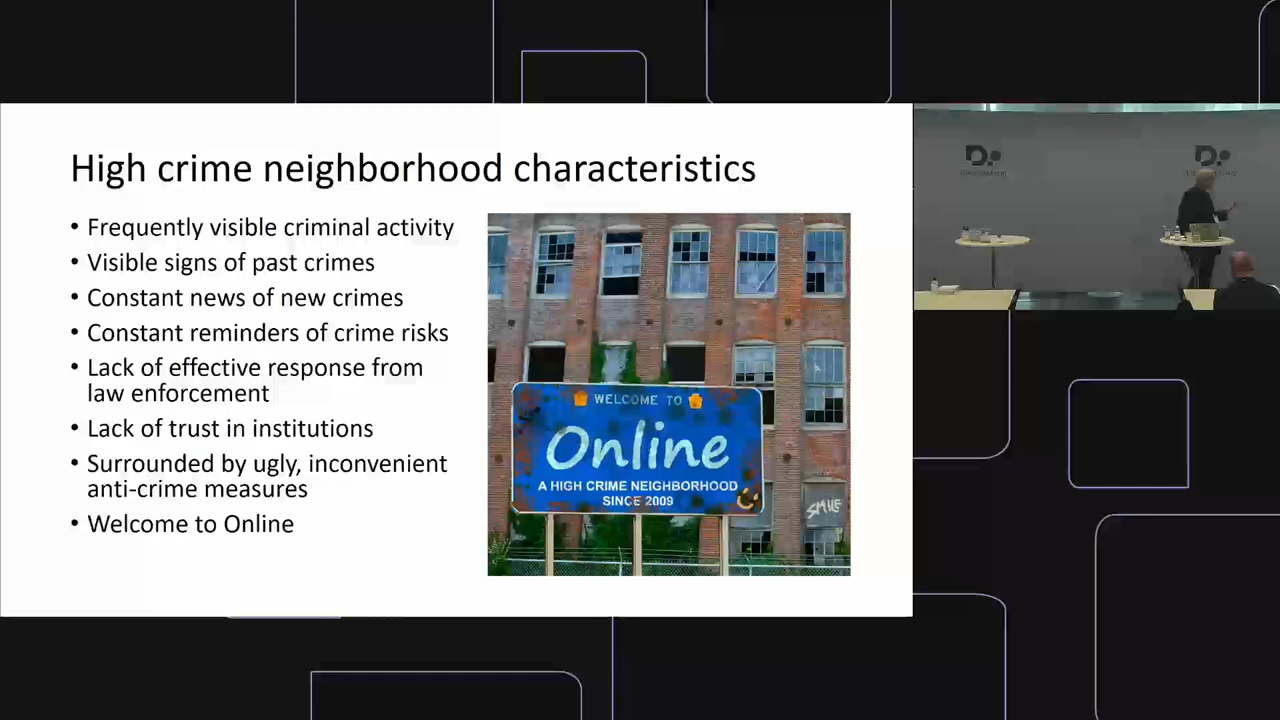 High crime neighborhood characteristics
• Frequently visible criminal activity
• Visible signs of past crimes
• Constant news of new crimes
• Constant reminders of crime risks
• Lack of effective response from
law enforcement
• Lack of trust in institutions
• Surrounded by ugly, inconvenient
anti-crime measures
• Welcome to Online
WELCOME TO
Online
A HIGH CRIME NEIGHBORHOOD
SINCE 2009
SMILE